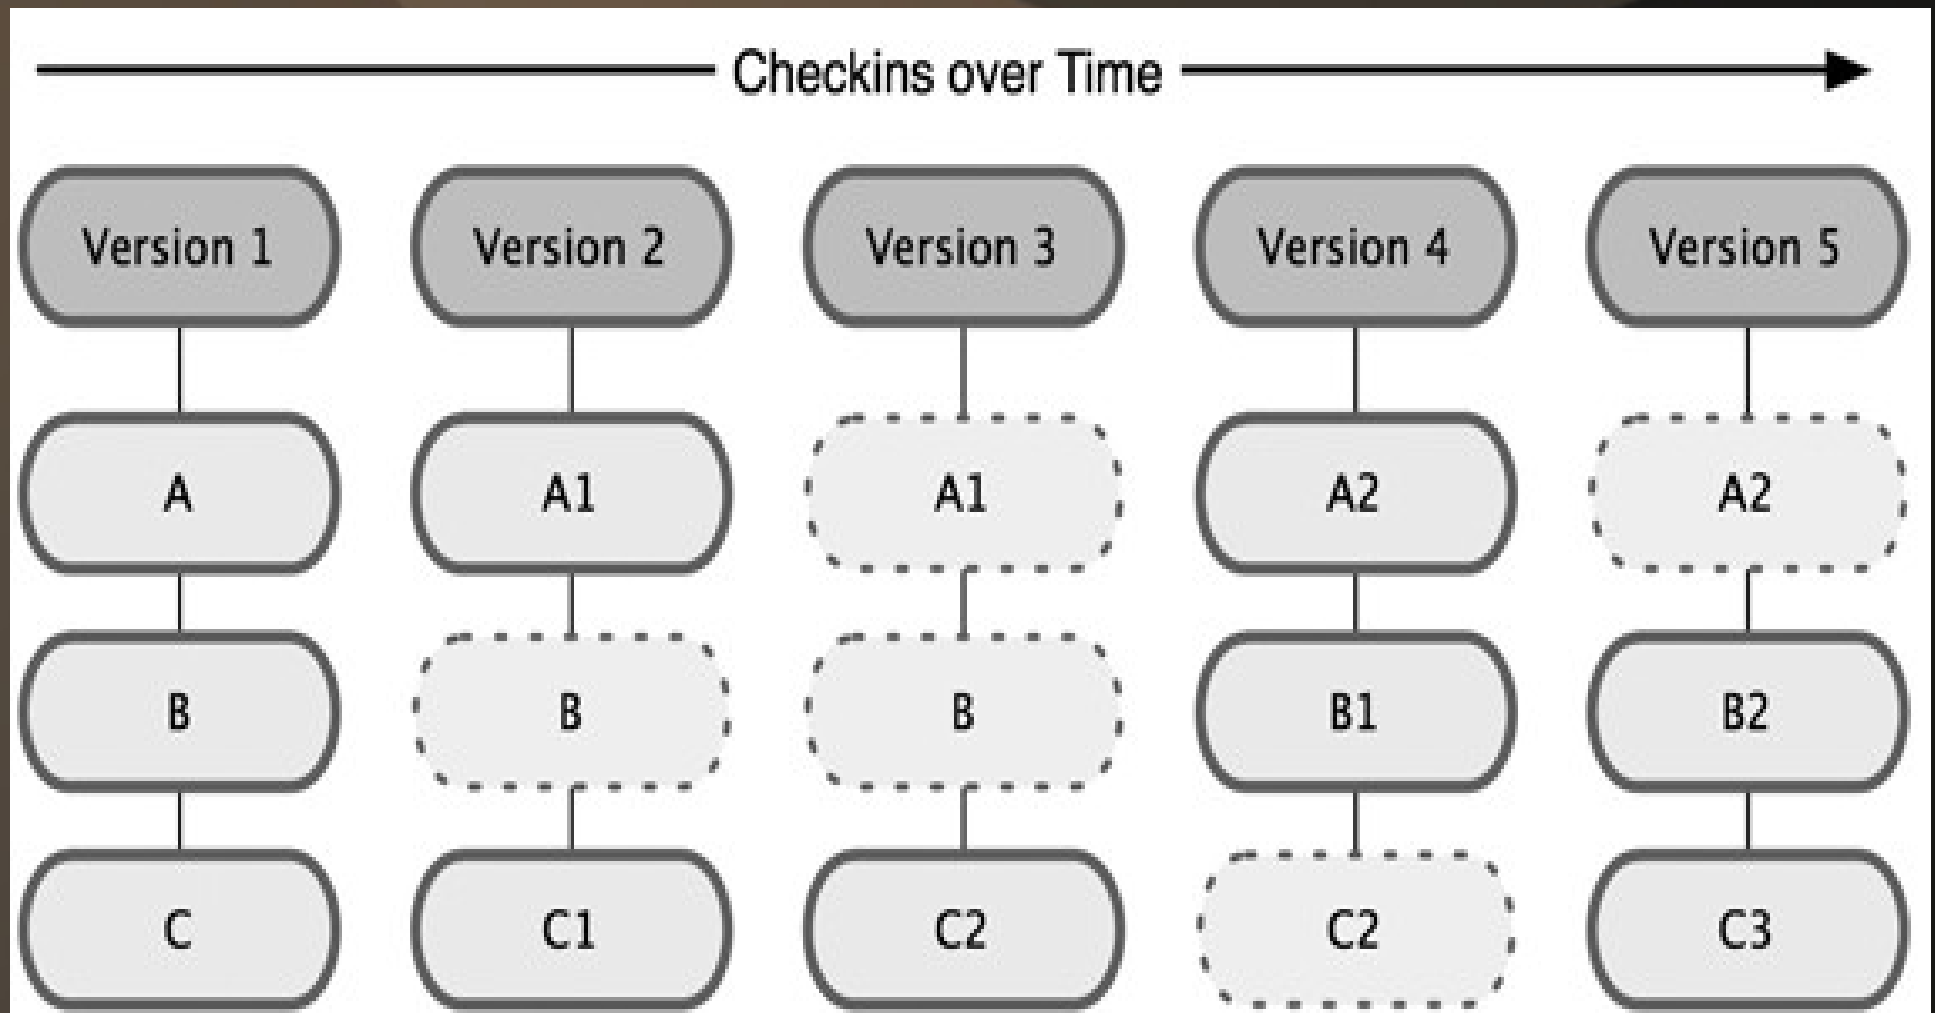 Checkins over Time
Version 1 Version 2 Version 3 Version 4 Version 5
A A1 A1 A2 A2
B B B B1 B2
C C1 C2 C2 C3